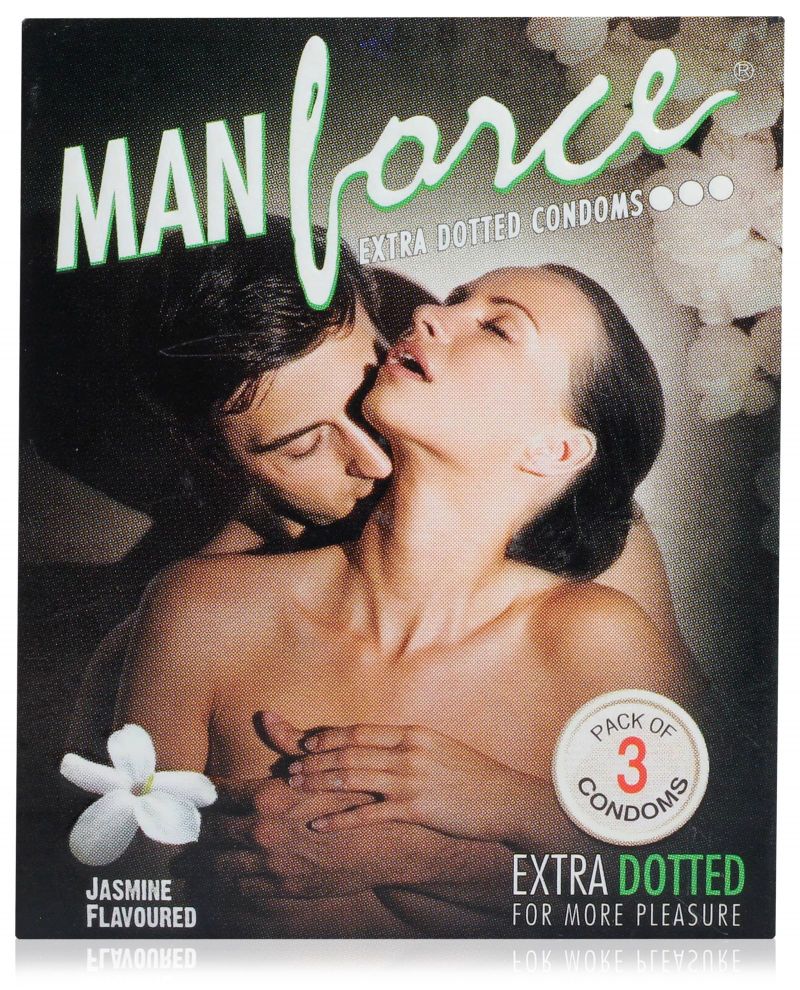 MANforce®
EXTRA DOTTED CONDOMS
PACK OF
3
CONDOMS
EXTRA DOTTED
FOR MORE PLEASURE
JASMINE
FLAVOURED